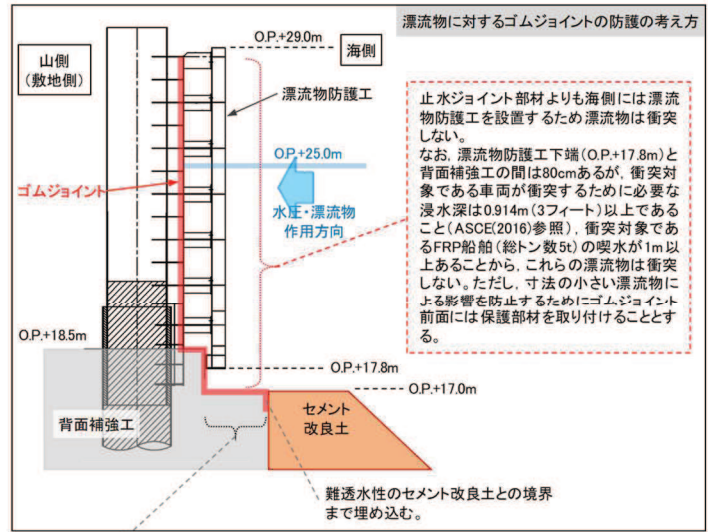 漂流物に対するゴムジョイントの防護の考え方
山側
(敷地側)
O.P.+29.0m
海側
漂流物防護工
O.P.+25.0m
ゴムジョイント
水圧・漂流物
作用方向
止水ジョイント部材よりも海側には漂流
物防護工を設置するため漂流物は衝突
しない。
なお,漂流物防護工下端(O.P.+17.8m)と
背面補強工の間は80cmあるが,衝突対
象である車両が衝突するために必要な
浸水深は0.914m(3フィート)以上である
こと(ASCE(2016)参照),衝突対象であ
るFRP船舶(総トン数5t)の喫水が1m以
上あることから,これらの漂流物は衝突
しない。ただし,寸法の小さい漂流物に
よる影響を防止するためにゴムジョイント
前面には保護部材を取り付けることとす
る。
O.P.+18.5m
O.P.+17.8m
O.P.+17.0m
背面補強工
セメント
改良土
難透水性のセメント改良土との境界
まで埋め込む。